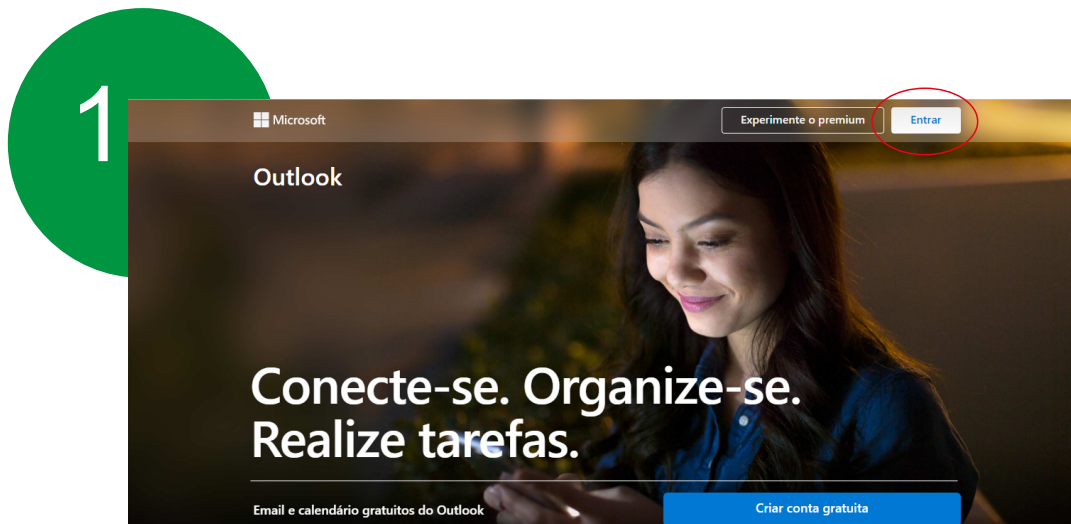 1
Microsoft
Experimente o premium
Entrar
Outlook
Conecte-se. Organize-se.
Realize tarefas.
Email e calendário gratuitos do Outlook
Criar conta gratuita